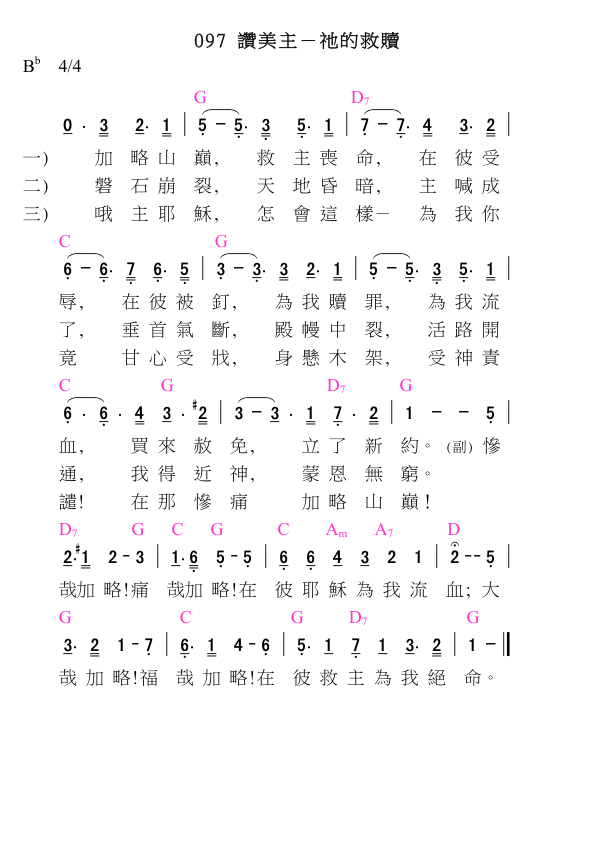 097 讚美主－祂的救贖
B♭ 4/4
G D7
0 . 3 2. 1 | 5 − 5. 3 5. 1 | 7 − 7. 4 3. 2 |
一) 加 略 山 巔, 救 主 喪 命, 在 彼 受
二) 磐 石 崩 裂, 天 地 昏 暗, 主 喊 成
三) 哦 主 耶 穌, 怎 會 這 樣─ 為 我 你
C G
6 − 6. 7 6. 5 | 3 − 3. 3 2. 1 | 5 − 5. 3 5. 1 |
辱, 在 彼 被 釘, 為 我 贖 罪, 為 我 流
了, 垂 首 氣 斷, 殿 幔 中 裂, 活 路 開
竟 甘 心 受 戕, 身 懸 木 架, 受 神 責
C G D7 G
6 . 6 . 4 3 . #2 | 3 − 3 . 1 7 . 2 | 1 − − 5 |
血, 買 來 赦 免, 立 了 新 約。 (副) 慘
通, 我 得 近 神, 蒙 恩 無 窮。
譴! 在 那 慘 痛 加 略 山 巔!
D7 G C G C Am A7 D
2. #1 2 − 3 | 1. 6 5 − 5 | 6 6 4 3 2 1 | 2 − − 5 |
哉加 略!痛 哉加 略!在 彼 耶 穌 為 我 流 血; 大
G C G D7 G
3. 2 1 − 7 | 6. 1 4 − 6 | 5. 1 7 1 3. 2 | 1 − ‖
哉 加 略!福 哉 加 略!在 彼 救 主 為 我 絕 命。